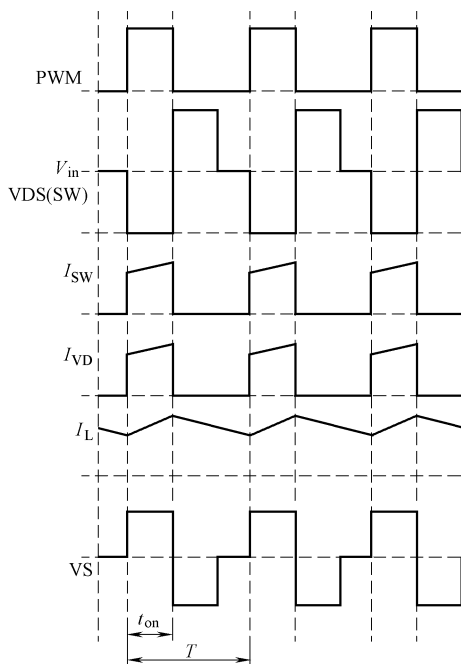 PWM
V_in
VDS(SW)
I_SW
I_VD
I_L
VS
t_on
T